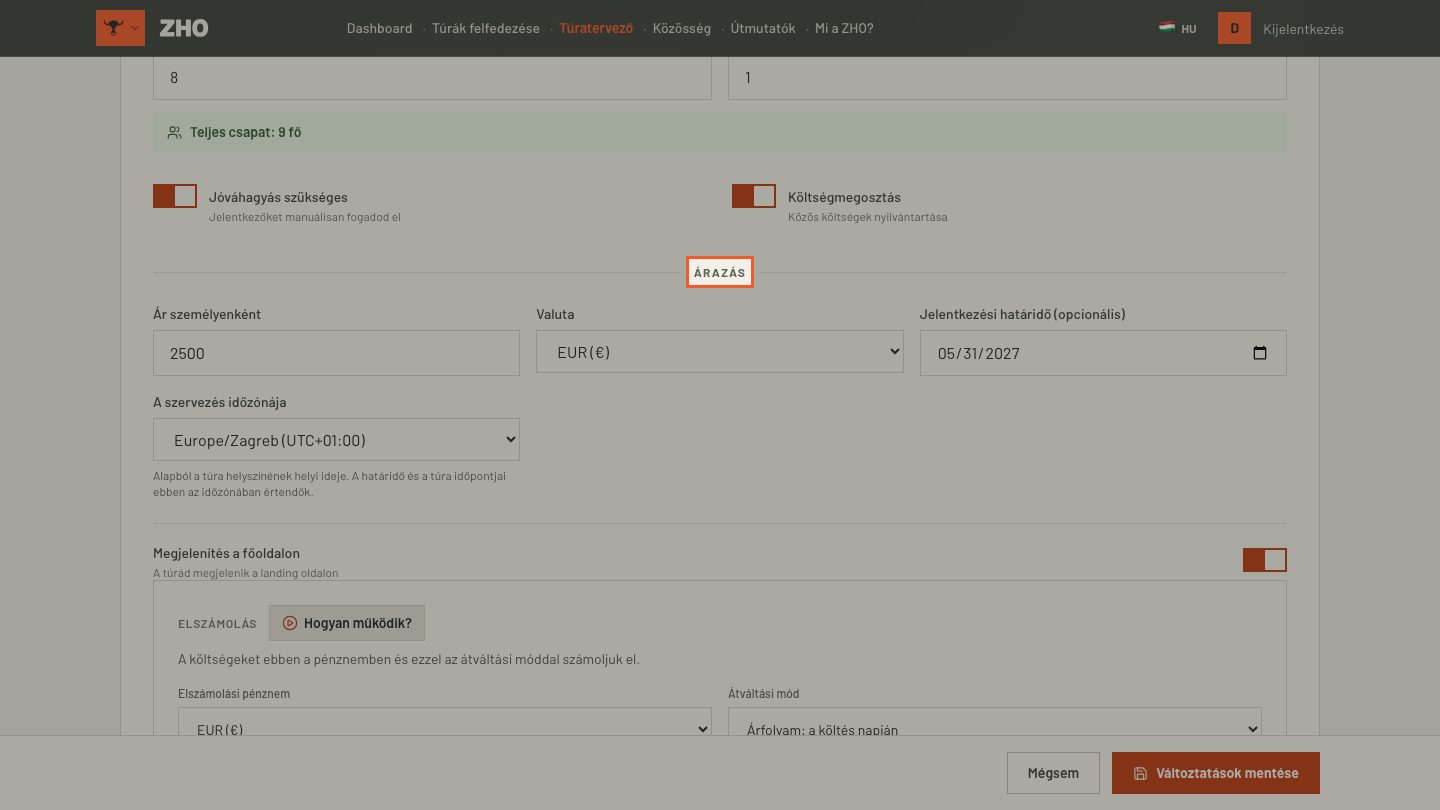 ZHO
Dashboard · Túrák felfedezése · Túratervező · Közösség · Útmutatók · Mi a ZHO?
HU
D
Kijelentkezés
8
1
Teljes csapat: 9 fő
Jóváhagyás szükséges
Jelentkezőket manuálisan fogadod el
Költségmegosztás
Közös költségek nyilvántartása
ÁRAZÁS
Ár személyenként
Valuta
Jelentkezési határidő (opcionális)
2500
EUR (€)
05/31/2027
A szervezés időzónája
Europe/Zagreb (UTC+01:00)
Alapból a túra helyszínének helyi ideje. A határidő és a túra időpontjai
ebben az időzónában értendők.
Megjelenítés a főoldalon
A túrád megjelenik a landing oldalon
ELSZÁMOLÁS
Hogyan működik?
A költségeket ebben a pénznemben és ezzel az átváltási móddal számoljuk el.
Elszámolási pénznem
Átváltási mód
EUR (€)
Árfolyam: a költés napján
Mégsem
Változtatások mentése